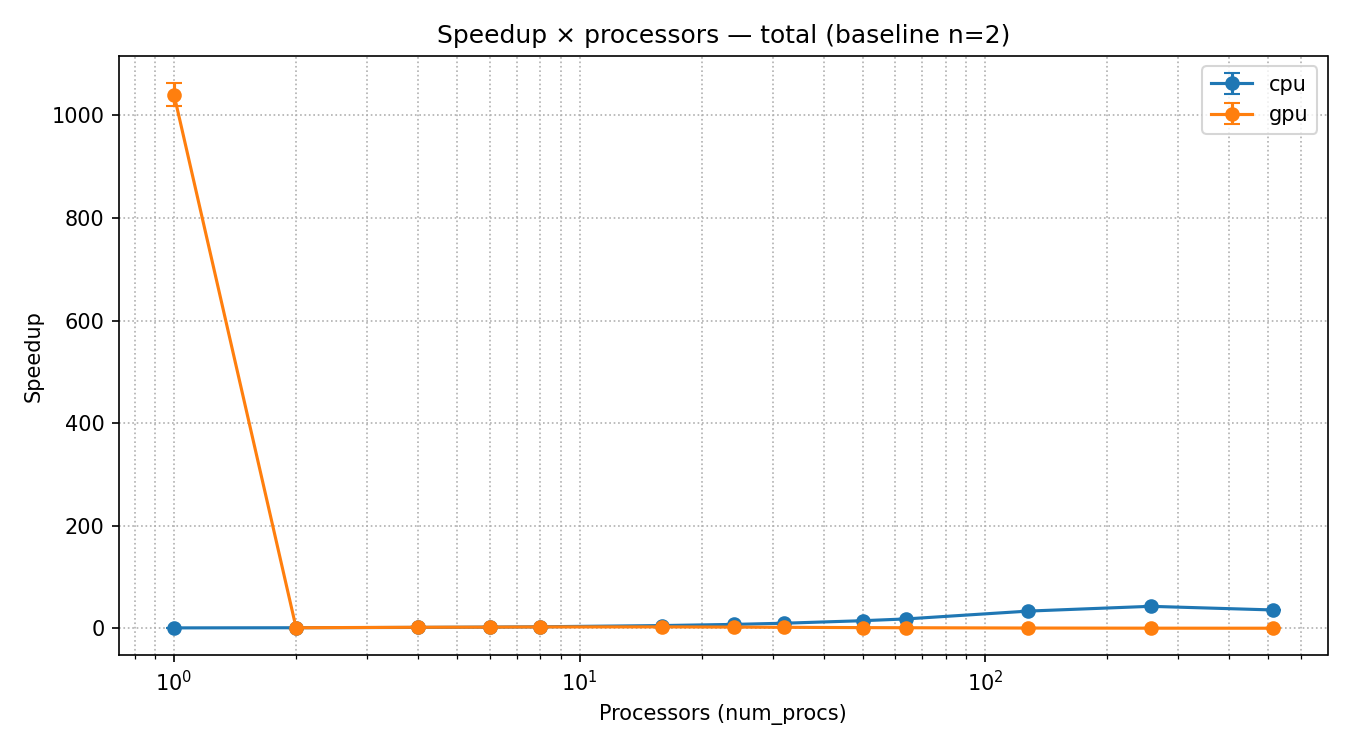 Speedup × processors — total (baseline n=2)
cpu
gpu
1000
800
600
400
200
0
Speedup
10⁰
10¹
10²
Processors (num_procs)